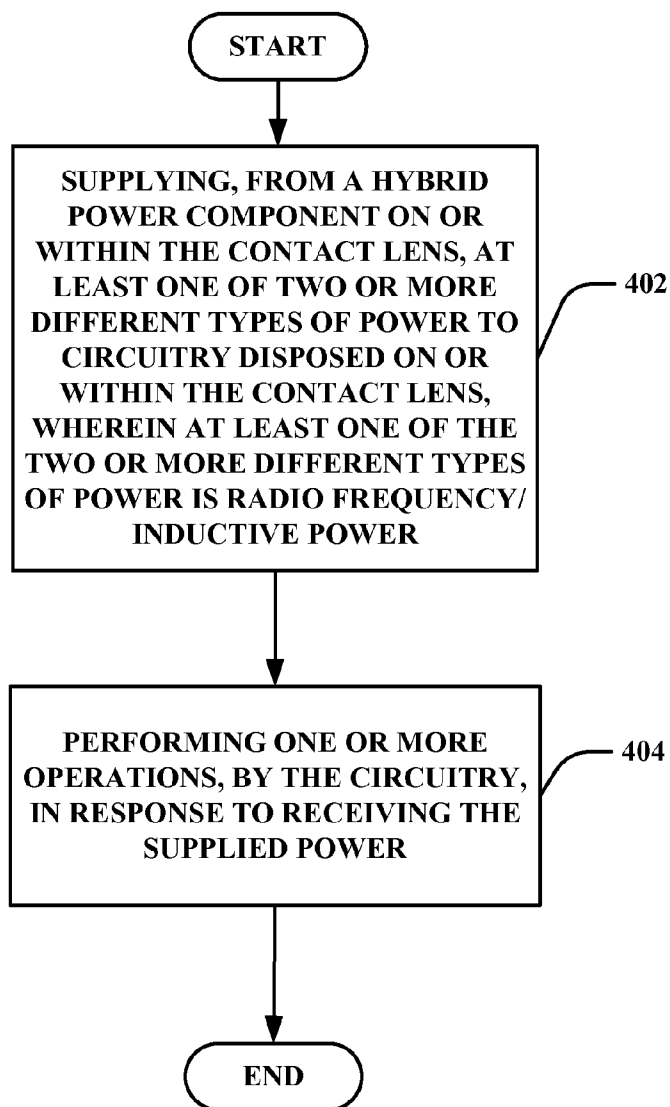 START
SUPPLYING, FROM A HYBRID
POWER COMPONENT ON OR
WITHIN THE CONTACT LENS, AT
LEAST ONE OF TWO OR MORE
DIFFERENT TYPES OF POWER TO
CIRCUITRY DISPOSED ON OR
WITHIN THE CONTACT LENS,
WHEREIN AT LEAST ONE OF THE
TWO OR MORE DIFFERENT TYPES
OF POWER IS RADIO FREQUENCY/
INDUCTIVE POWER
402
PERFORMING ONE OR MORE
OPERATIONS, BY THE CIRCUITRY,
IN RESPONSE TO RECEIVING THE
SUPPLIED POWER
404
END